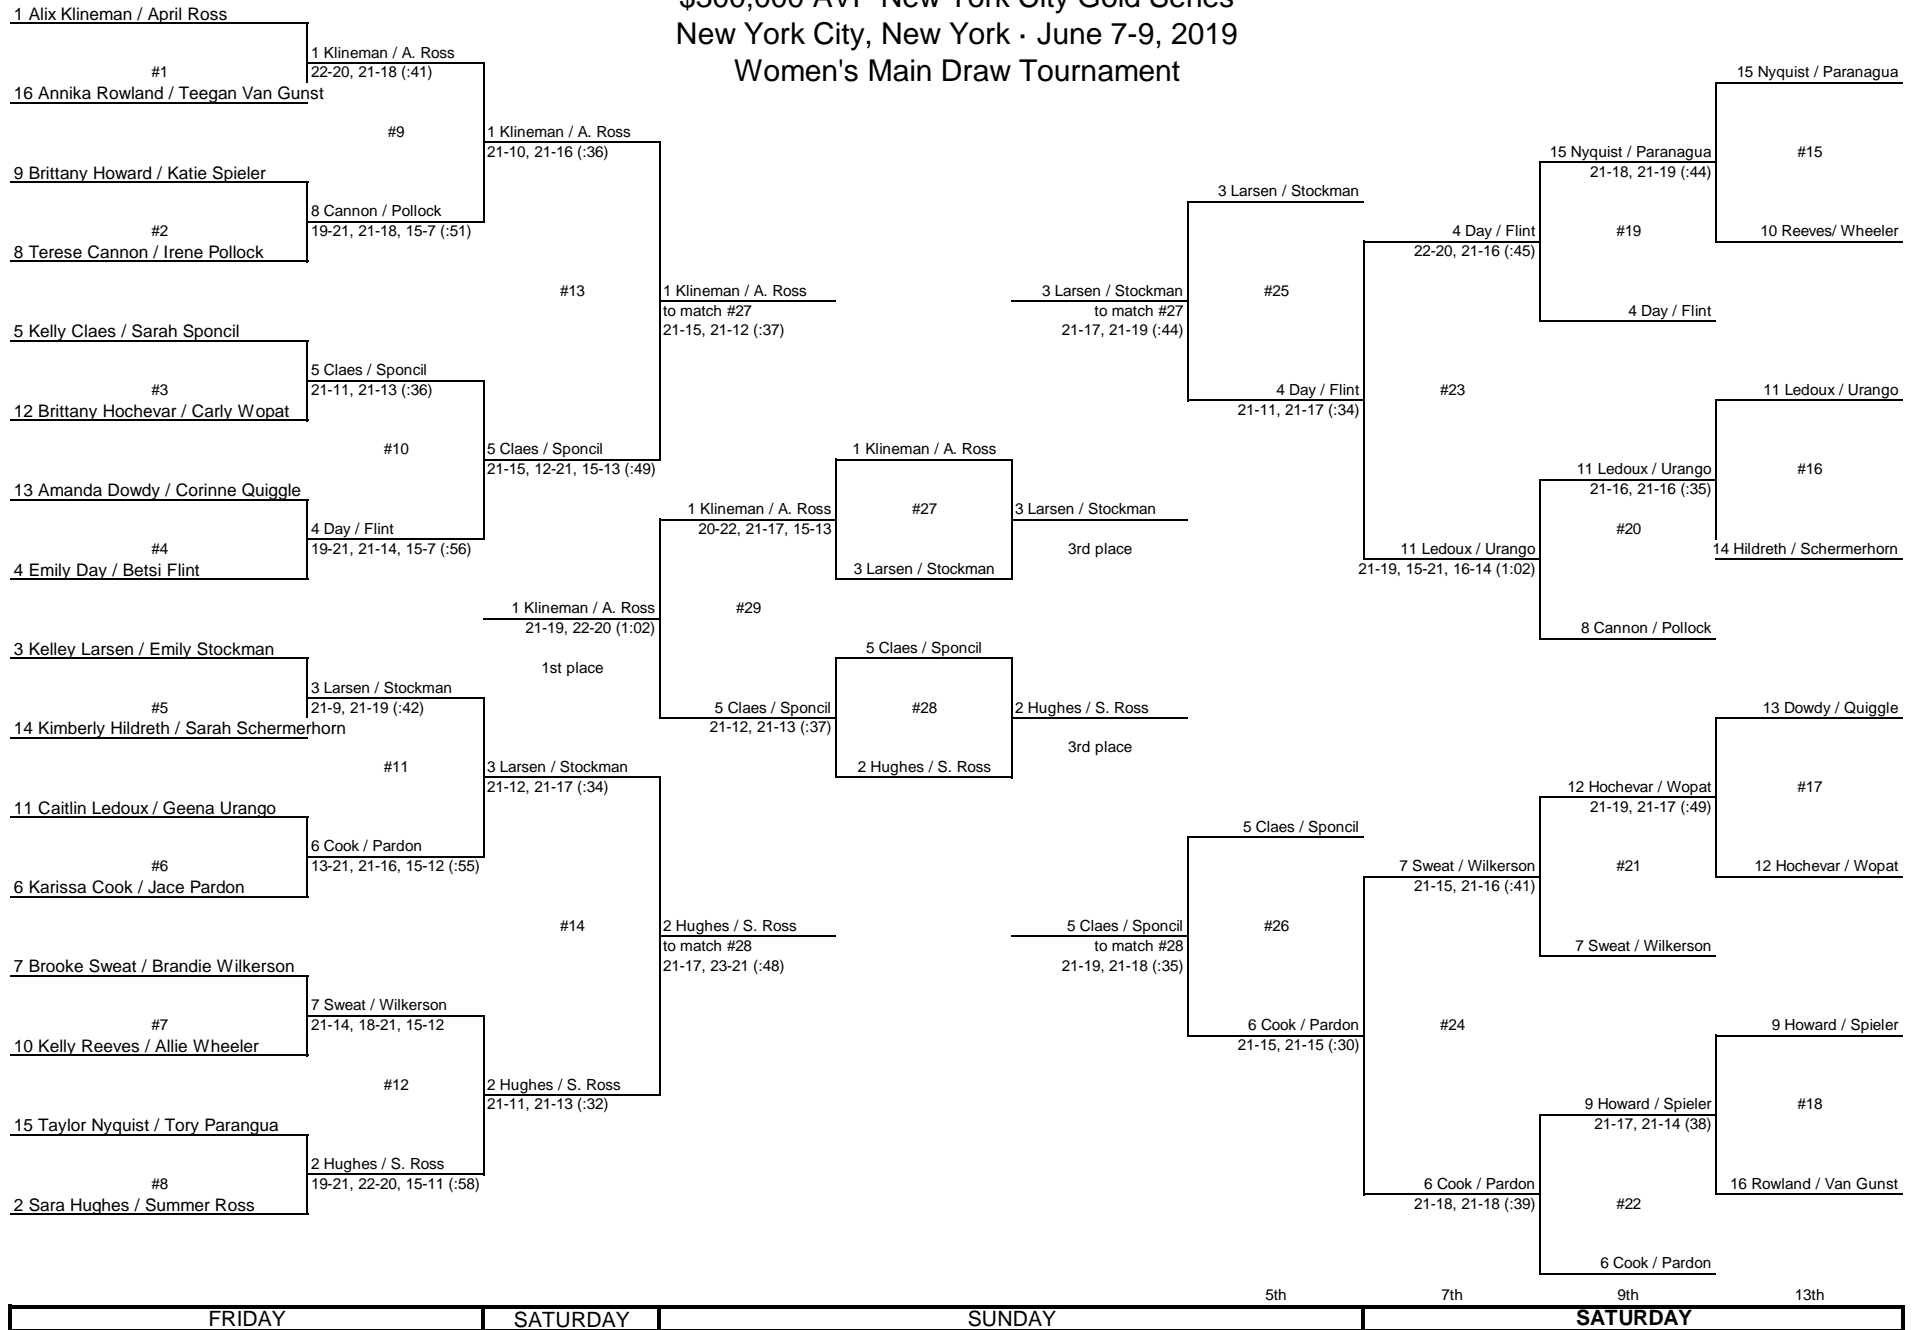 $300,000 AVP New York City Gold Series
New York City, New York · June 7-9, 2019
Women's Main Draw Tournament
1 Alix Klineman / April Ross
#1
16 Annika Rowland / Teegan Van Gunst
9 Brittany Howard / Katie Spieler
#2
8 Terese Cannon / Irene Pollock
5 Kelly Claes / Sarah Sponcil
#3
12 Brittany Hochevar / Carly Wopat
13 Amanda Dowdy / Corinne Quiggle
#4
4 Emily Day / Betsi Flint
3 Kelley Larsen / Emily Stockman
#5
14 Kimberly Hildreth / Sarah Schermerhorn
11 Caitlin Ledoux / Geena Urango
#6
6 Karissa Cook / Jace Pardon
7 Brooke Sweat / Brandie Wilkerson
#7
10 Kelly Reeves / Allie Wheeler
15 Taylor Nyquist / Tory Parangua
#8
2 Sara Hughes / Summer Ross
1 Klineman / A. Ross
22-20, 21-18 (:41)
#9
8 Cannon / Pollock
19-21, 21-18, 15-7 (:51)
5 Claes / Sponcil
21-11, 21-13 (:36)
#10
4 Day / Flint
19-21, 21-14, 15-7 (:56)
3 Larsen / Stockman
21-9, 21-19 (:42)
#11
6 Cook / Pardon
13-21, 21-16, 15-12 (:55)
7 Sweat / Wilkerson
21-14, 18-21, 15-12
#12
2 Hughes / S. Ross
19-21, 22-20, 15-11 (:58)
1 Klineman / A. Ross
21-10, 21-16 (:36)
#13
5 Claes / Sponcil
21-15, 12-21, 15-13 (:49)
1 Klineman / A. Ross
21-19, 22-20 (1:02)
1st place
3 Larsen / Stockman
21-12, 21-17 (:34)
#14
2 Hughes / S. Ross
21-11, 21-13 (:32)
1 Klineman / A. Ross
to match #27
21-15, 21-12 (:37)
1 Klineman / A. Ross
20-22, 21-17, 15-13
#29
5 Claes / Sponcil
21-12, 21-13 (:37)
2 Hughes / S. Ross
to match #28
21-17, 23-21 (:48)
1 Klineman / A. Ross
#27
3 Larsen / Stockman
5 Claes / Sponcil
#28
2 Hughes / S. Ross
3 Larsen / Stockman
to match #27
21-17, 21-19 (:44)
3 Larsen / Stockman
3rd place
2 Hughes / S. Ross
3rd place
5 Claes / Sponcil
to match #28
21-19, 21-18 (:35)
3 Larsen / Stockman
#25
4 Day / Flint
21-11, 21-17 (:34)
5 Claes / Sponcil
#26
6 Cook / Pardon
21-15, 21-15 (:30)
4 Day / Flint
22-20, 21-16 (:45)
#23
11 Ledoux / Urango
21-19, 15-21, 16-14 (1:02)
7 Sweat / Wilkerson
21-15, 21-16 (:41)
#24
6 Cook / Pardon
21-18, 21-18 (:39)
15 Nyquist / Paranagua
21-18, 21-19 (:44)
#19
4 Day / Flint
11 Ledoux / Urango
21-16, 21-16 (:35)
#20
8 Cannon / Pollock
12 Hochevar / Wopat
21-19, 21-17 (:49)
#21
7 Sweat / Wilkerson
9 Howard / Spieler
21-17, 21-14 (38)
#22
6 Cook / Pardon
15 Nyquist / Paranagua
#15
10 Reeves/ Wheeler
11 Ledoux / Urango
#16
14 Hildreth / Schermerhorn
13 Dowdy / Quiggle
#17
12 Hochevar / Wopat
9 Howard / Spieler
#18
16 Rowland / Van Gunst
5th 7th 9th 13th
FRIDAY SATURDAY SUNDAY SATURDAY